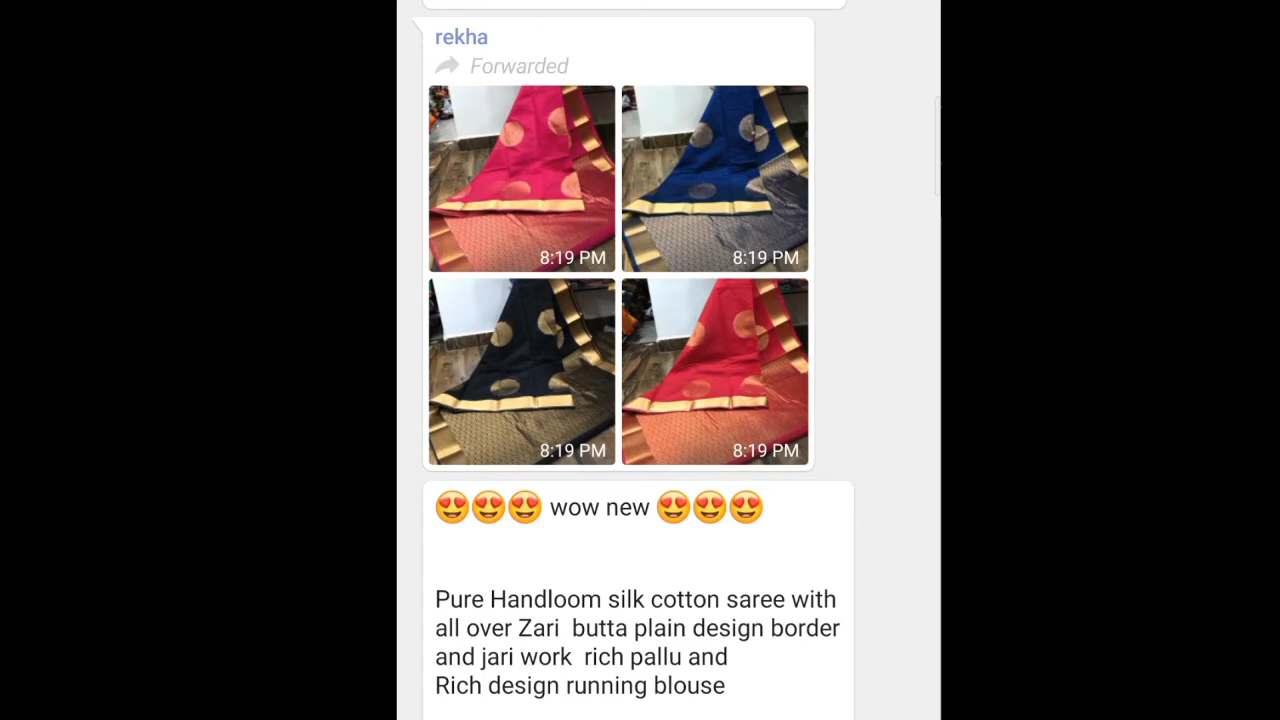 rekha
Forwarded
8:19 PM
8:19 PM
8:19 PM
8:19 PM
😍😍😍 wow new 😍😍😍
Pure Handloom silk cotton saree with
all over Zari  butta plain design border
and jari work  rich pallu and
Rich design running blouse